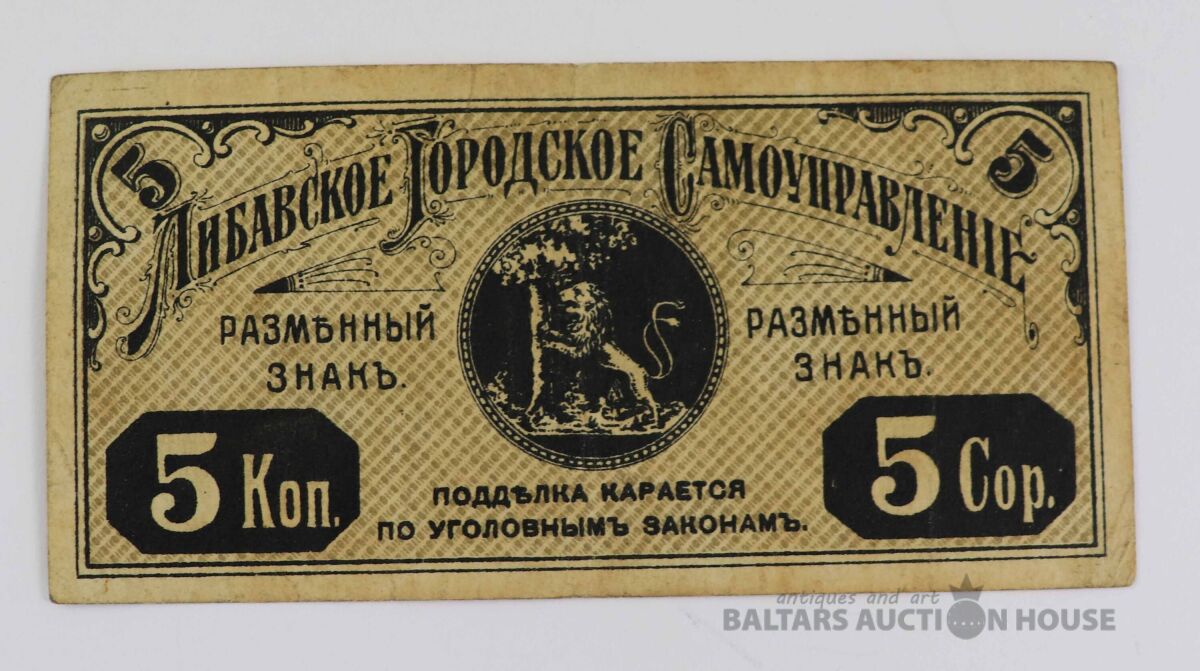 5 5
Либавское Городское Самоуправленіе
РАЗМѢННЫЙ
ЗНАКЪ.
РАЗМѢННЫЙ
ЗНАКЪ.
5 Коп.
ПОДДѢЛКА КАРАЕТСЯ
ПО УГОЛОВНЫМЪ ЗАКОНАМЪ.
5 Cop.
antiques and art
BALTARS AUCTION HOUSE